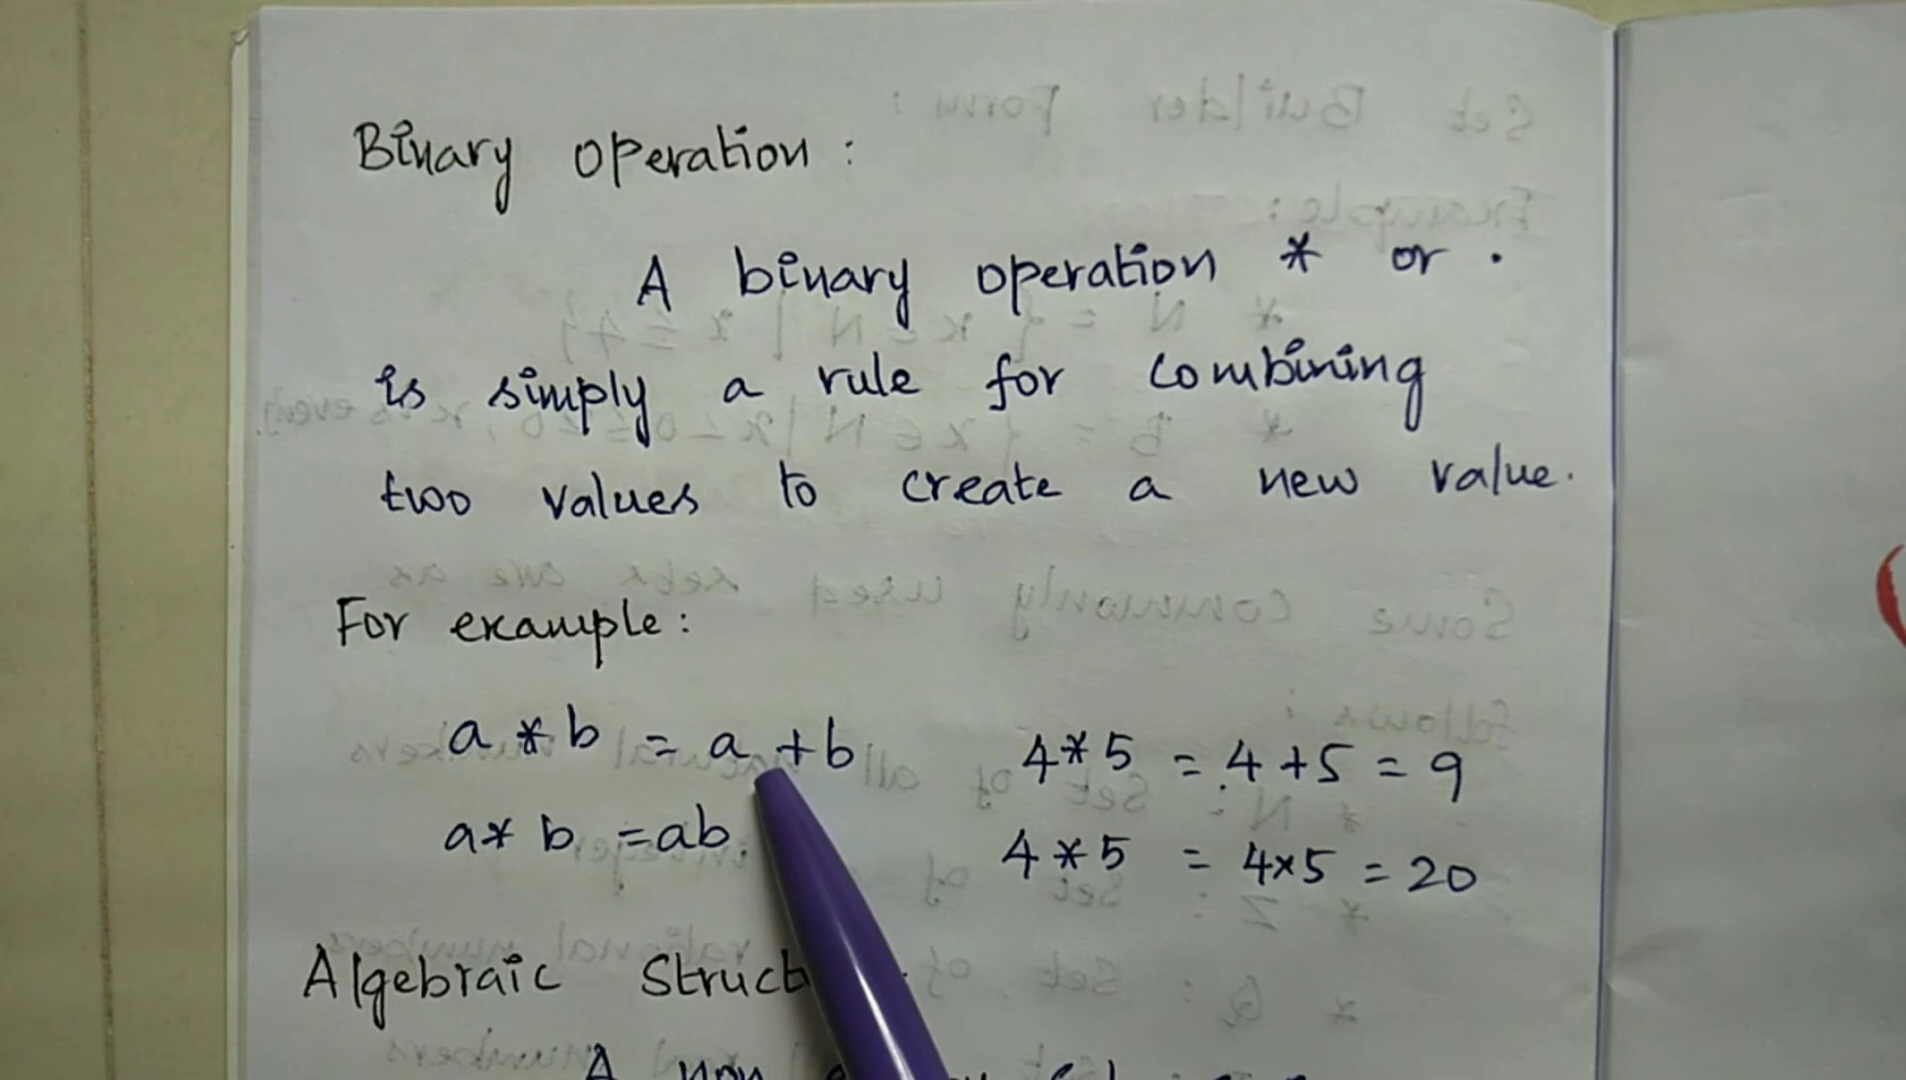 Binary operation :
A binary operation * or .
is simply a rule for combining
two values to create a new value.
For example :
a * b = a + b 4*5 = 4+5 = 9
a* b = ab. 4*5 = 4×5 = 20
Algebraic
A non